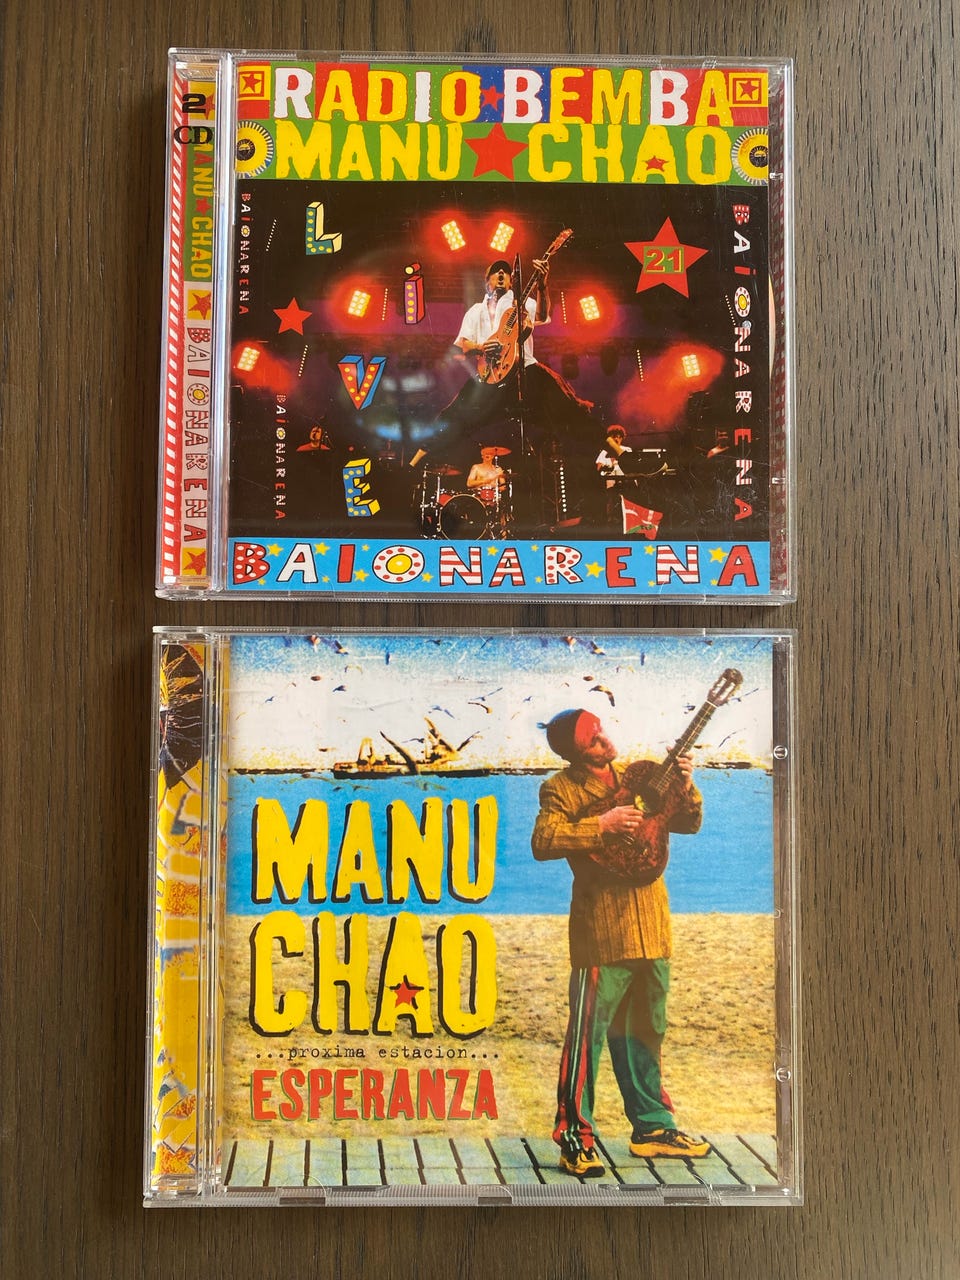 2
CD
MANU CHAO
BAiONARENA
RADIO BEMBA
MANU CHAO
BAiONARENA
LiVE
21
BAiONARENA
BAiONARENA
BAIONARENA
MANU
CHAO
...proxima estacion...
ESPERANZA